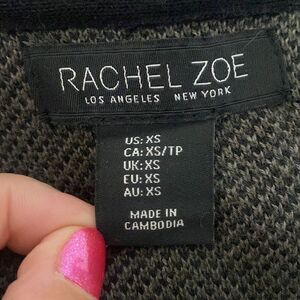 RACHEL ZOE
LOS ANGELES NEW YORK
US: XS
CA: XS/TP
UK: XS
EU: XS
AU: XS
MADE IN
CAMBODIA